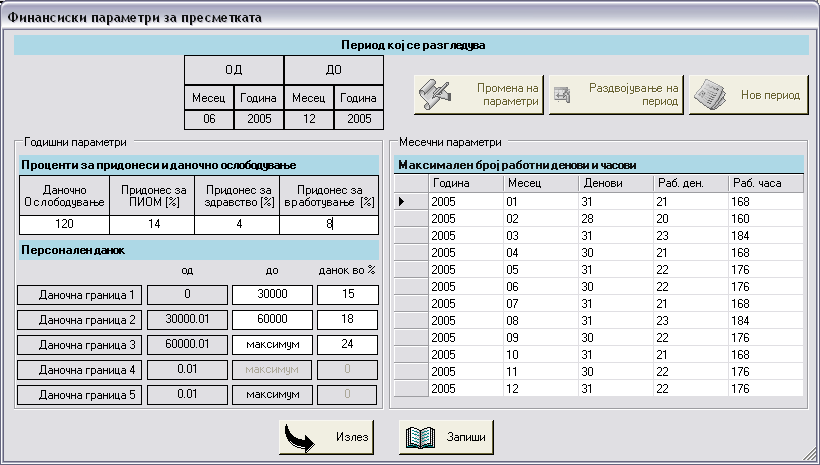 Финансиски параметри за пресметката
Период кој се разгледува
ОД ДО
Месец Година Месец Година
06 2005 12 2005
Промена на параметри
Раздвојување на период
Нов период
Годишни параметри
Проценти за придонеси и даночно ослободување
Даночно Ослободување Придонес за ПИОМ [%] Придонес за здравство [%] Придонес за вработување [%]
120 14 4 8
Персонален данок
од до данок во %
Даночна граница 1 0 30000 15
Даночна граница 2 30000.01 60000 18
Даночна граница 3 60000.01 максимум 24
Даночна граница 4 0.01 максимум 0
Даночна граница 5 0.01 максимум 0
Месечни параметри
Максимален број работни денови и часови
Година Месец Денови Раб. ден. Раб. часа
2005 01 31 21 168
2005 02 28 20 160
2005 03 31 23 184
2005 04 30 21 168
2005 05 31 22 176
2005 06 30 22 176
2005 07 31 21 168
2005 08 31 23 184
2005 09 30 22 176
2005 10 31 21 168
2005 11 30 22 176
2005 12 31 22 176
Излез
Запиши